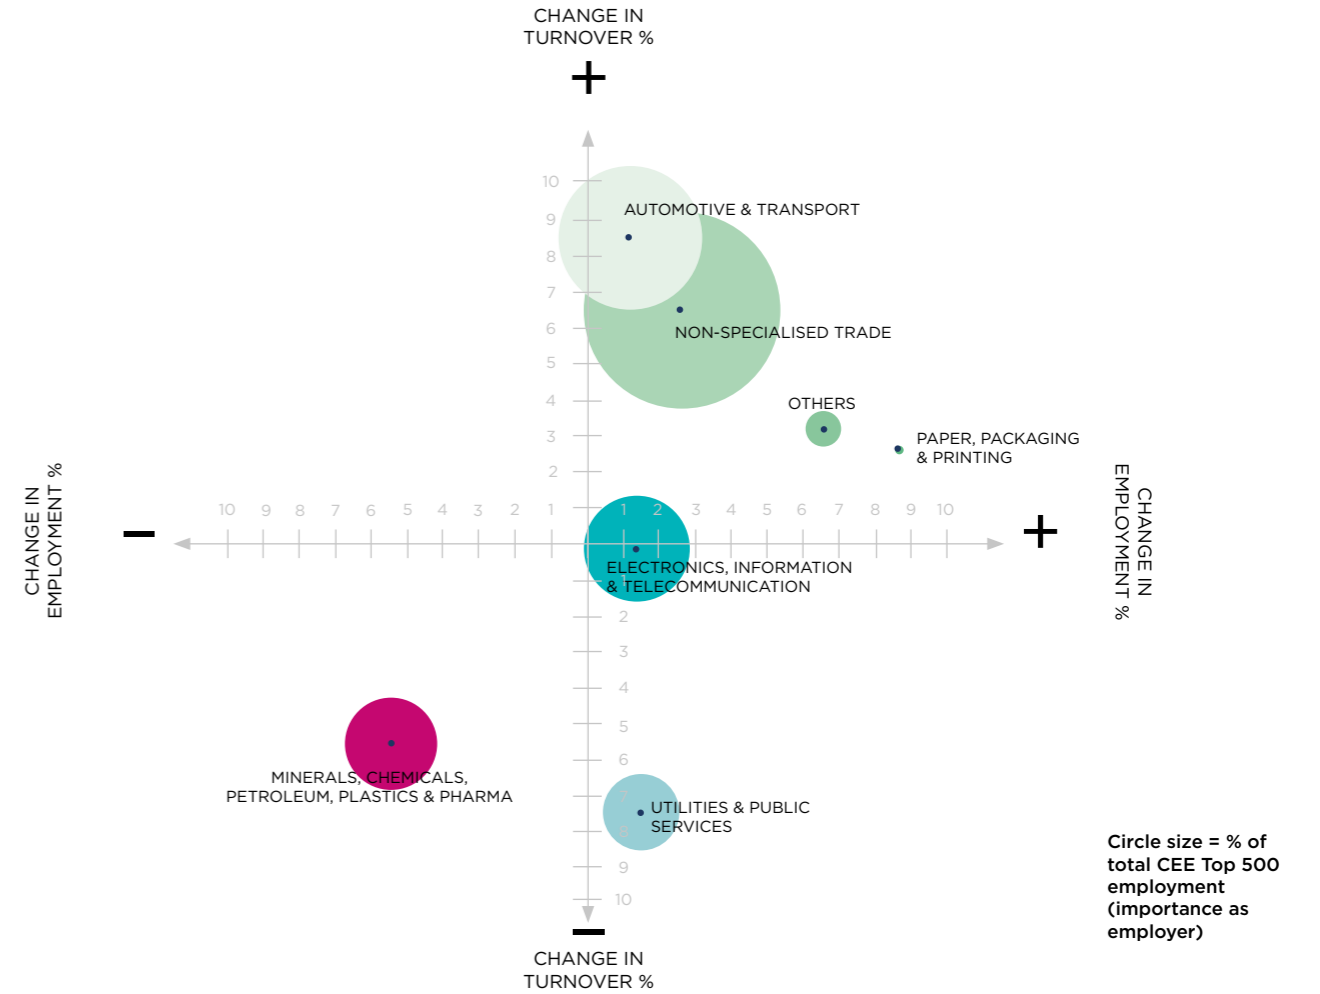 CHANGE IN
TURNOVER %
+
10
9
8
7
6
5
4
3
2
AUTOMOTIVE & TRANSPORT
NON-SPECIALISED TRADE
OTHERS
PAPER, PACKAGING
& PRINTING
CHANGE IN
EMPLOYMENT %
−
10 9 8 7 6 5 4 3 2 1 1 2 3 4 5 6 7 8 9 10
+
CHANGE IN
EMPLOYMENT %
ELECTRONICS, INFORMATION
& TELECOMMUNICATION
1
2
3
4
5
6
7
8
9
10
MINERALS, CHEMICALS,
PETROLEUM, PLASTICS & PHARMA
UTILITIES & PUBLIC
SERVICES
−
CHANGE IN
TURNOVER %
Circle size = % of
total CEE Top 500
employment
(importance as
employer)